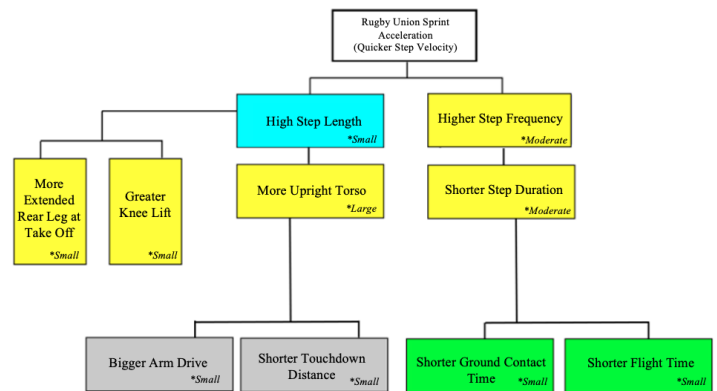 Rugby Union Sprint
Acceleration
(Quicker Step Velocity)
High Step Length
*Small
Higher Step Frequency
*Moderate
More
Extended
Rear Leg at
Take Off
*Small
Greater
Knee Lift
*Small
More Upright Torso
*Large
Shorter Step Duration
*Moderate
Bigger Arm Drive
*Small
Shorter Touchdown
Distance
*Small
Shorter Ground Contact
Time
*Small
Shorter Flight Time
*Small